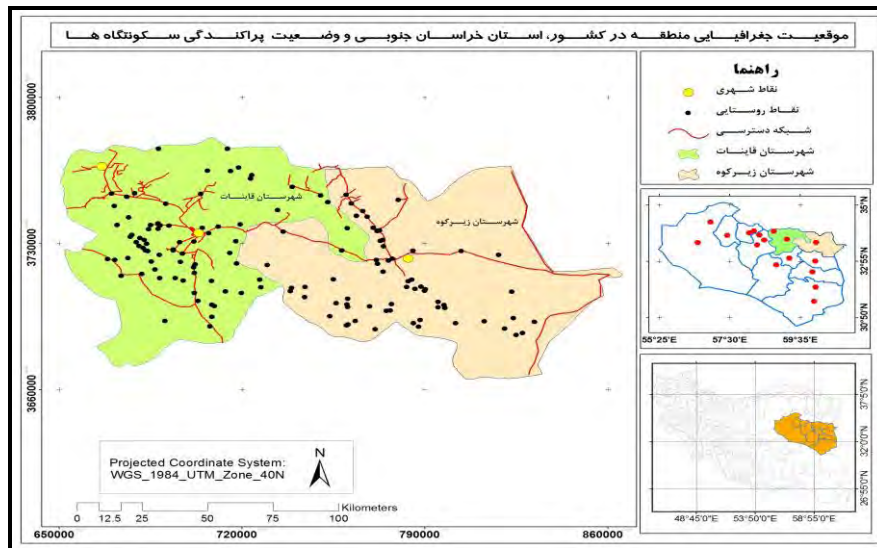 موقعیت جغرافیایی منطقه در کشور، استان خراسان جنوبی و وضعیت پراکندگی سکونتگاه ها
3800000
3730000
3660000
650000
720000
790000
860000
شهرستان قاینات
شهرستان زیرکوه
Projected Coordinate System:
WGS_1984_UTM_Zone_40N
N
Kilometers
0 12.5 25 50 75 100
راهنما
نقاط شهری
نقاط روستایی
شبکه دسترسی
شهرستان قاینات
شهرستان زیرکوه
35°N
32°55'N
30°50'N
55°25'E 57°30'E 59°35'E
37°5'N
32°0'N
26°55'N
48°45'E 53°50'E 58°55'E